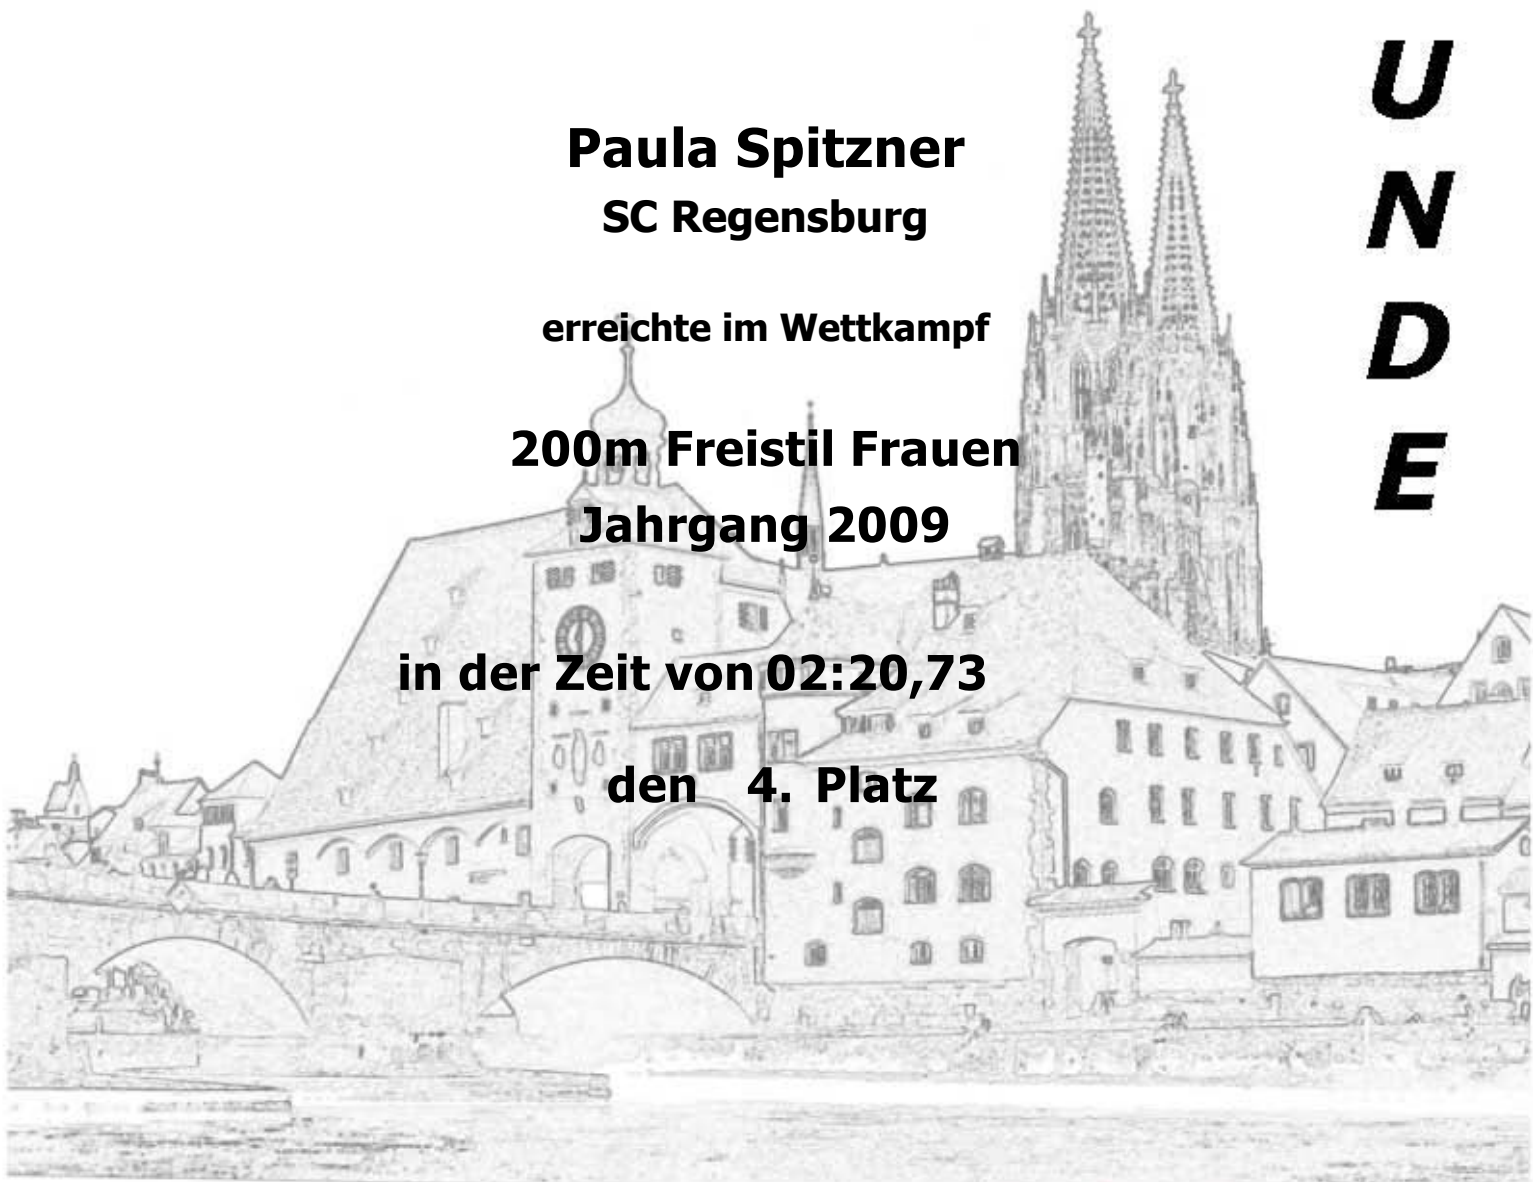 Paula Spitzner
SC Regensburg
erreichte im Wettkampf
200m Freistil Frauen
Jahrgang 2009
in der Zeit von 02:20,73
den 4. Platz
U
N
D
E